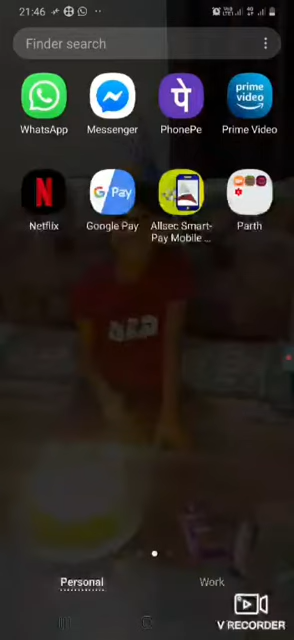 21:46
Finder search
पे
prime
video
WhatsApp
Messenger
PhonePe
Prime Video
N
G Pay
Netflix
Google Pay
Allsec Smart-
Pay Mobile ...
Parth
Personal
Work
V RECORDER